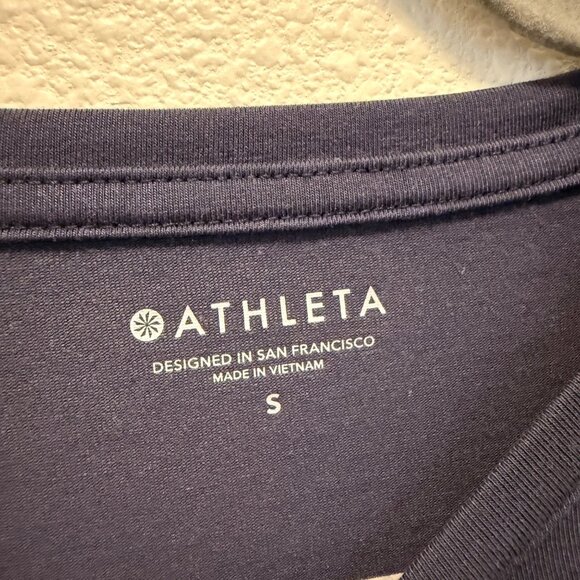 ATHLETA
DESIGNED IN SAN FRANCISCO
MADE IN VIETNAM
S